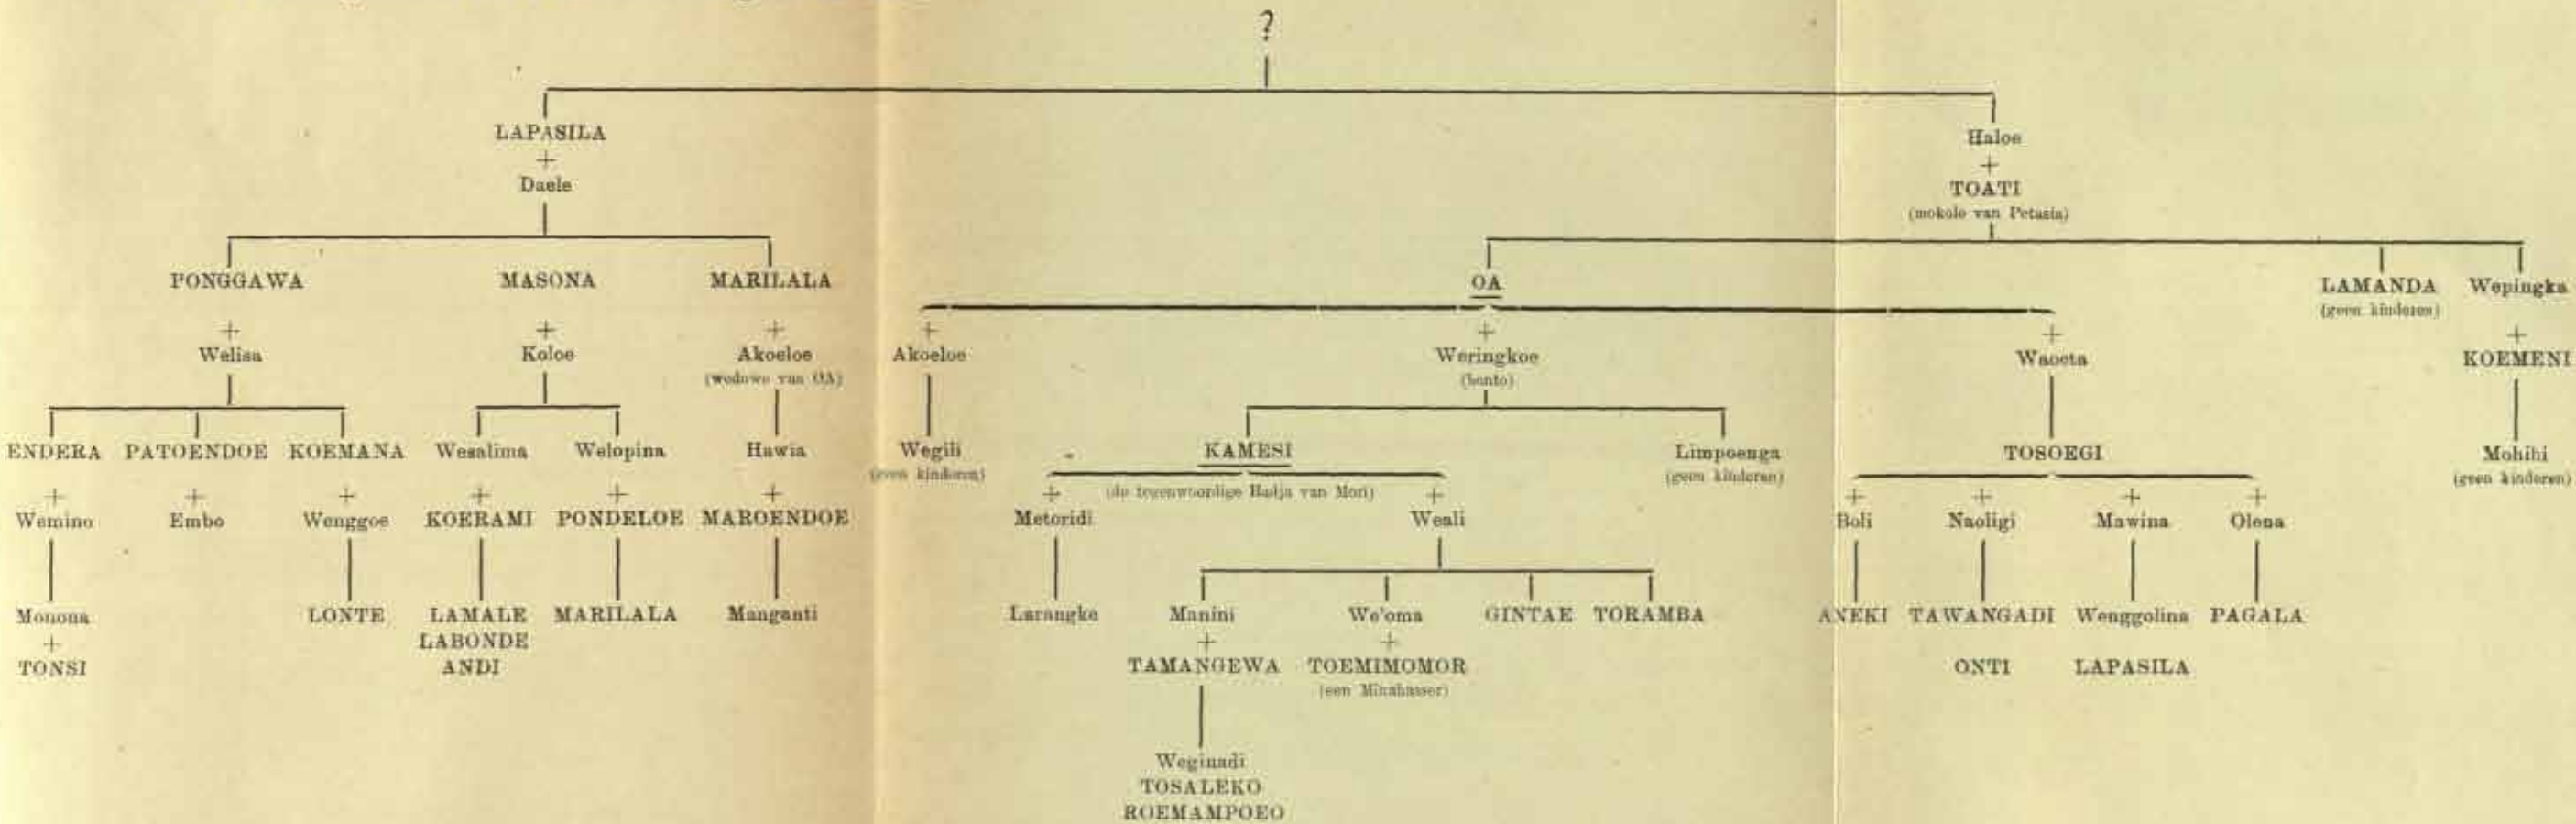 ?
LAPASILA
+
Daele
Haloe
+
TOATI
(mokole van Petasia)
PONGGAWA MASONA MARILALA OA LAMANDA Wepingka
(geen kinderen)
+ + + + + + +
Welisa Koloe Akoeloe Akoeloe Weringkoe Waoeta KOEMENI
(weduwe van OA) (bonto)
ENDERA PATOENDOE KOEMANA Wesalima Welopina Hawia Wegili KAMESI Limpoenga TOSOEGI Mohihi
(geen kinderen) (geen kinderen) (geen kinderen)
+ + + + + + + (de tegenwoordige Radja van Mori) + + + + +
Wemino Embo Wenggoe KOERAMI PONDELOE MAROENDOE Metoridi Weali Boli Naoligi Mawina Olena
Monona LONTE LAMALE MARILALA Manganti Larangke Manini We'oma GINTAE TORAMBA ANEKI TAWANGADI Wenggolina PAGALA
+ LABONDE + +
TONSI ANDI TAMANGEWA TOEMIMOMOR ONTI LAPASILA
(een Minahasser)
Weginadi
TOSALEKO
ROEMAMPOEO